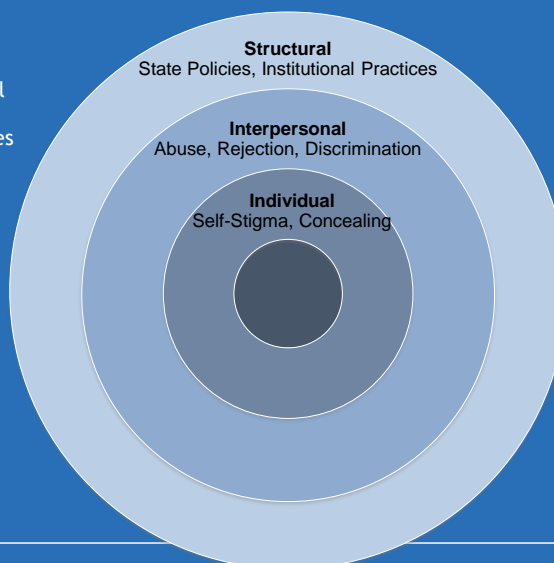 Structural
State Policies, Institutional Practices
Interpersonal
Abuse, Rejection, Discrimination
Individual
Self-Stigma, Concealing